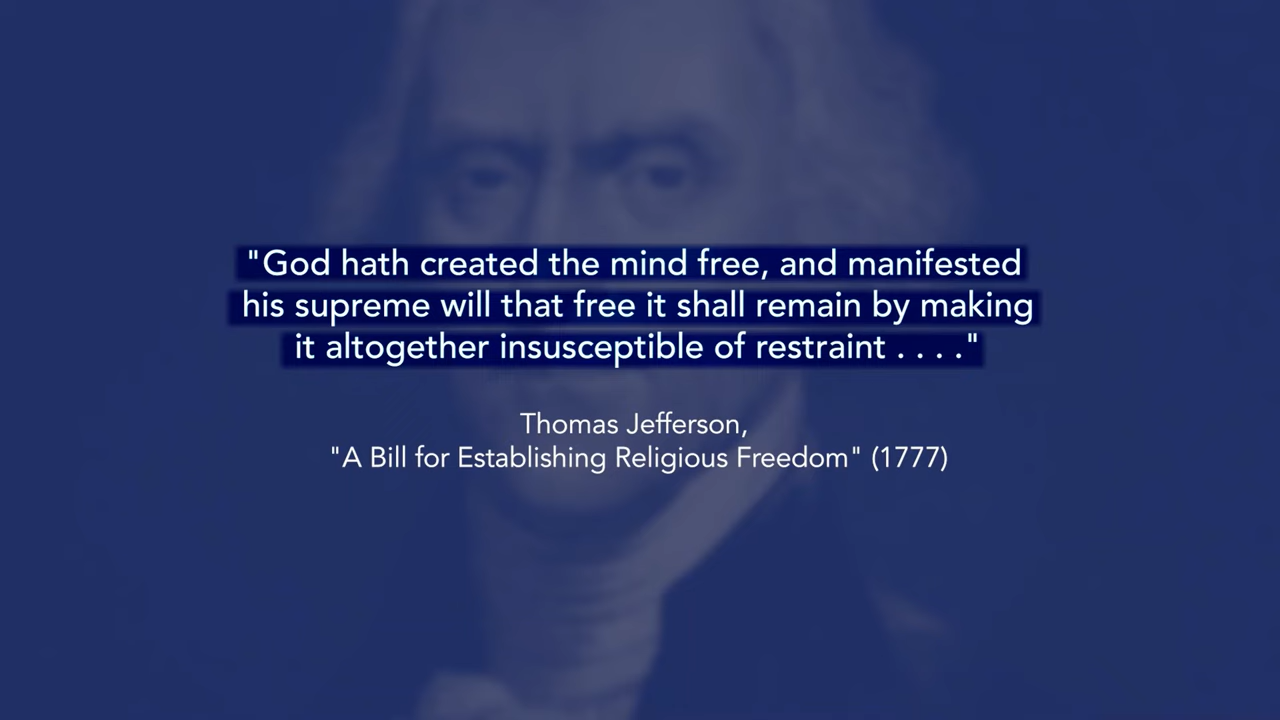 "God hath created the mind free, and manifested
his supreme will that free it shall remain by making
it altogether insusceptible of restraint . . . ."
Thomas Jefferson,
"A Bill for Establishing Religious Freedom" (1777)